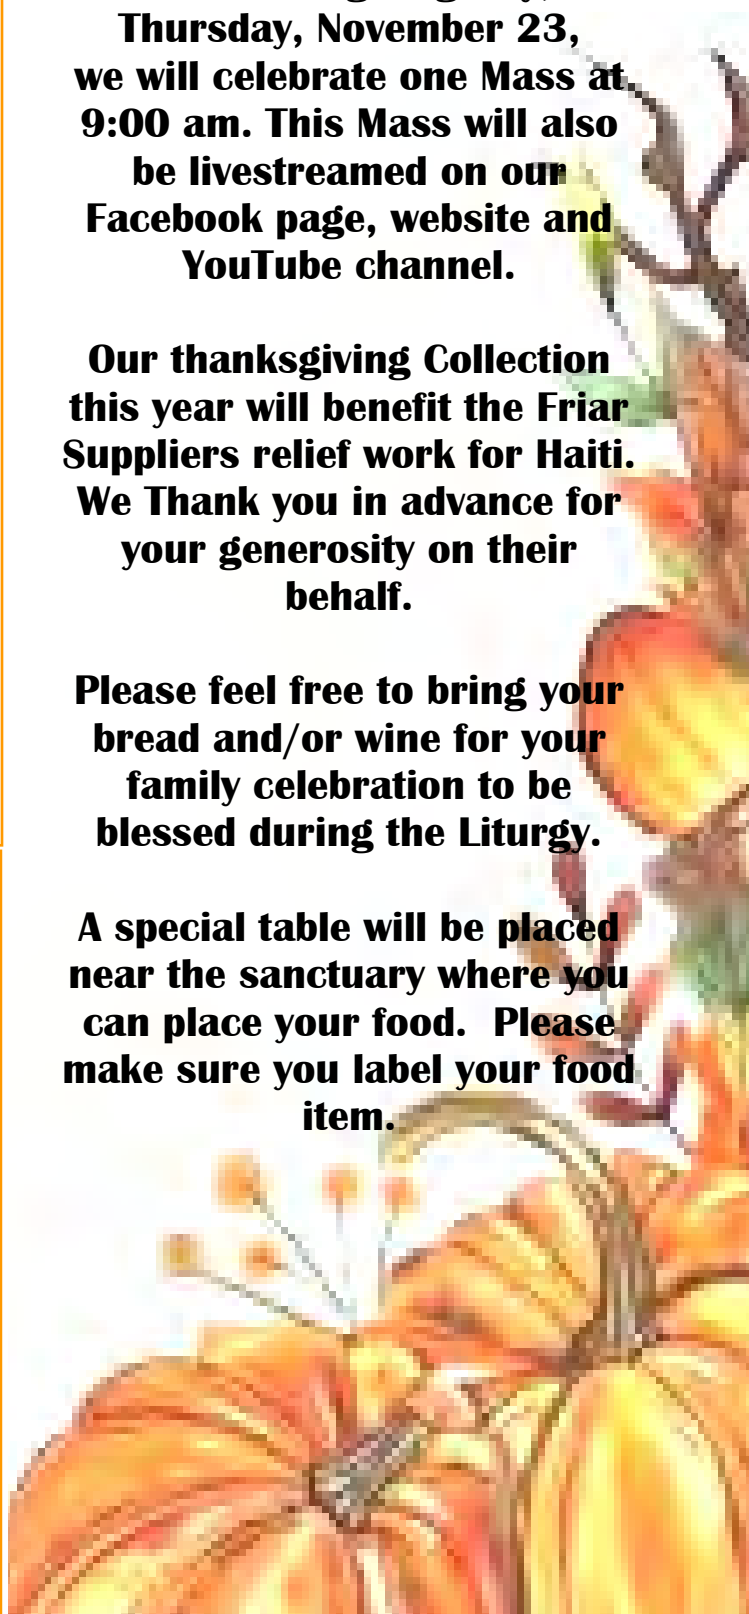 Thursday, November 23,
we will celebrate one Mass at
9:00 am. This Mass will also
be livestreamed on our
Facebook page, website and
YouTube channel.
Our thanksgiving Collection
this year will benefit the Friar
Suppliers relief work for Haiti.
We Thank you in advance for
your generosity on their
behalf.
Please feel free to bring your
bread and/or wine for your
family celebration to be
blessed during the Liturgy.
A special table will be placed
near the sanctuary where you
can place your food.  Please
make sure you label your food
item.